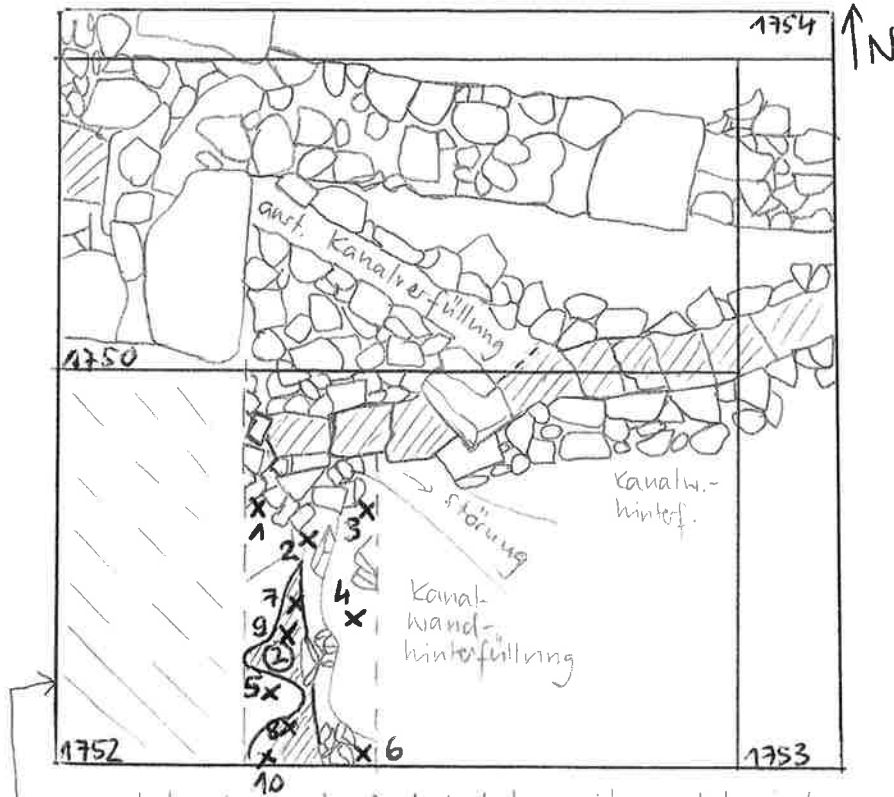 1754
N
anst. Kanalverfüllung
1750
Kanalw.-
hinterf.
→ Störung
1
2
3
4
Kanal-
wand-
hinterfüllung
7
9
②
5
8
6
10
1752
1753